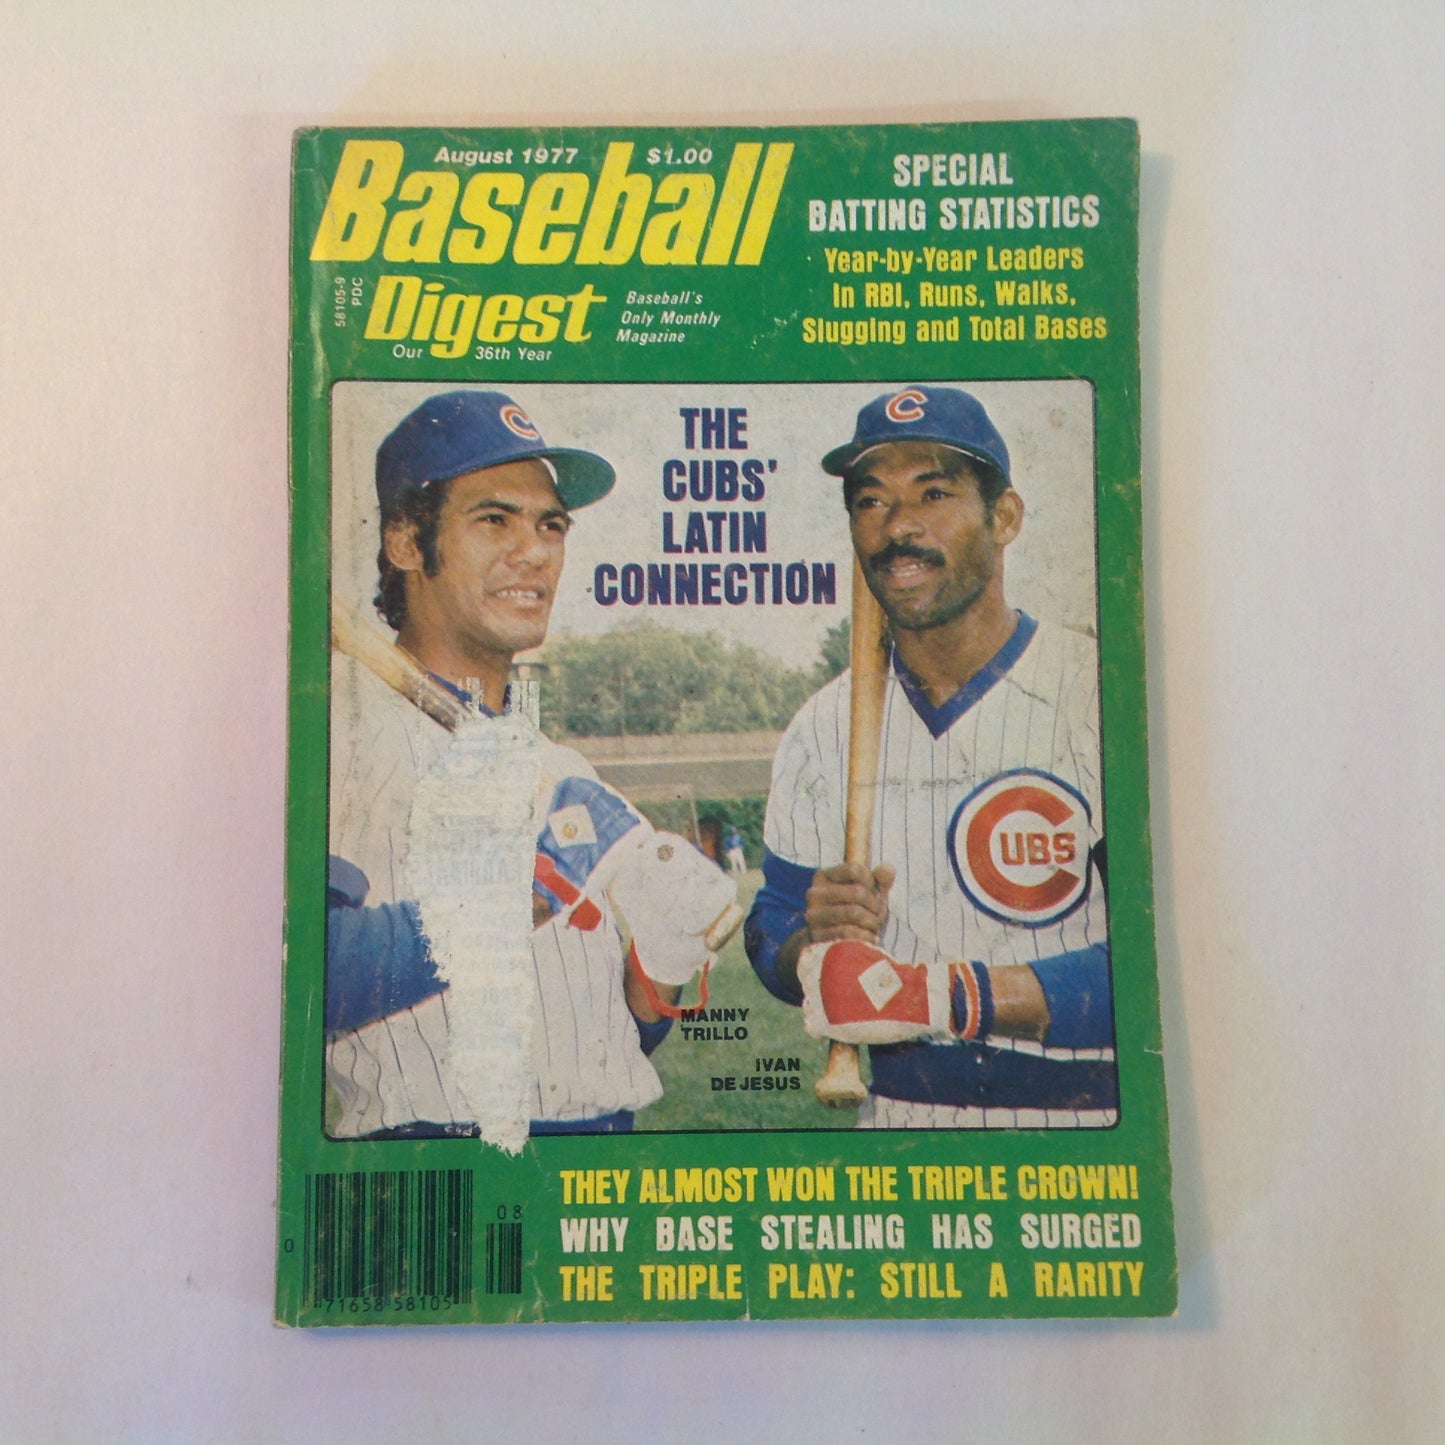 August 1977 $1.00
Baseball
Digest
58105-9
PDC
Baseball's
Only Monthly
Magazine
Our 36th Year
SPECIAL
BATTING STATISTICS
Year-by-Year Leaders
In RBI, Runs, Walks,
Slugging and Total Bases
C
C
THE
CUBS'
LATIN
CONNECTION
CUBS
MANNY
TRILLO
IVAN
DE JESUS
THEY ALMOST WON THE TRIPLE CROWN!
WHY BASE STEALING HAS SURGED
THE TRIPLE PLAY: STILL A RARITY
08
0
71658 58105